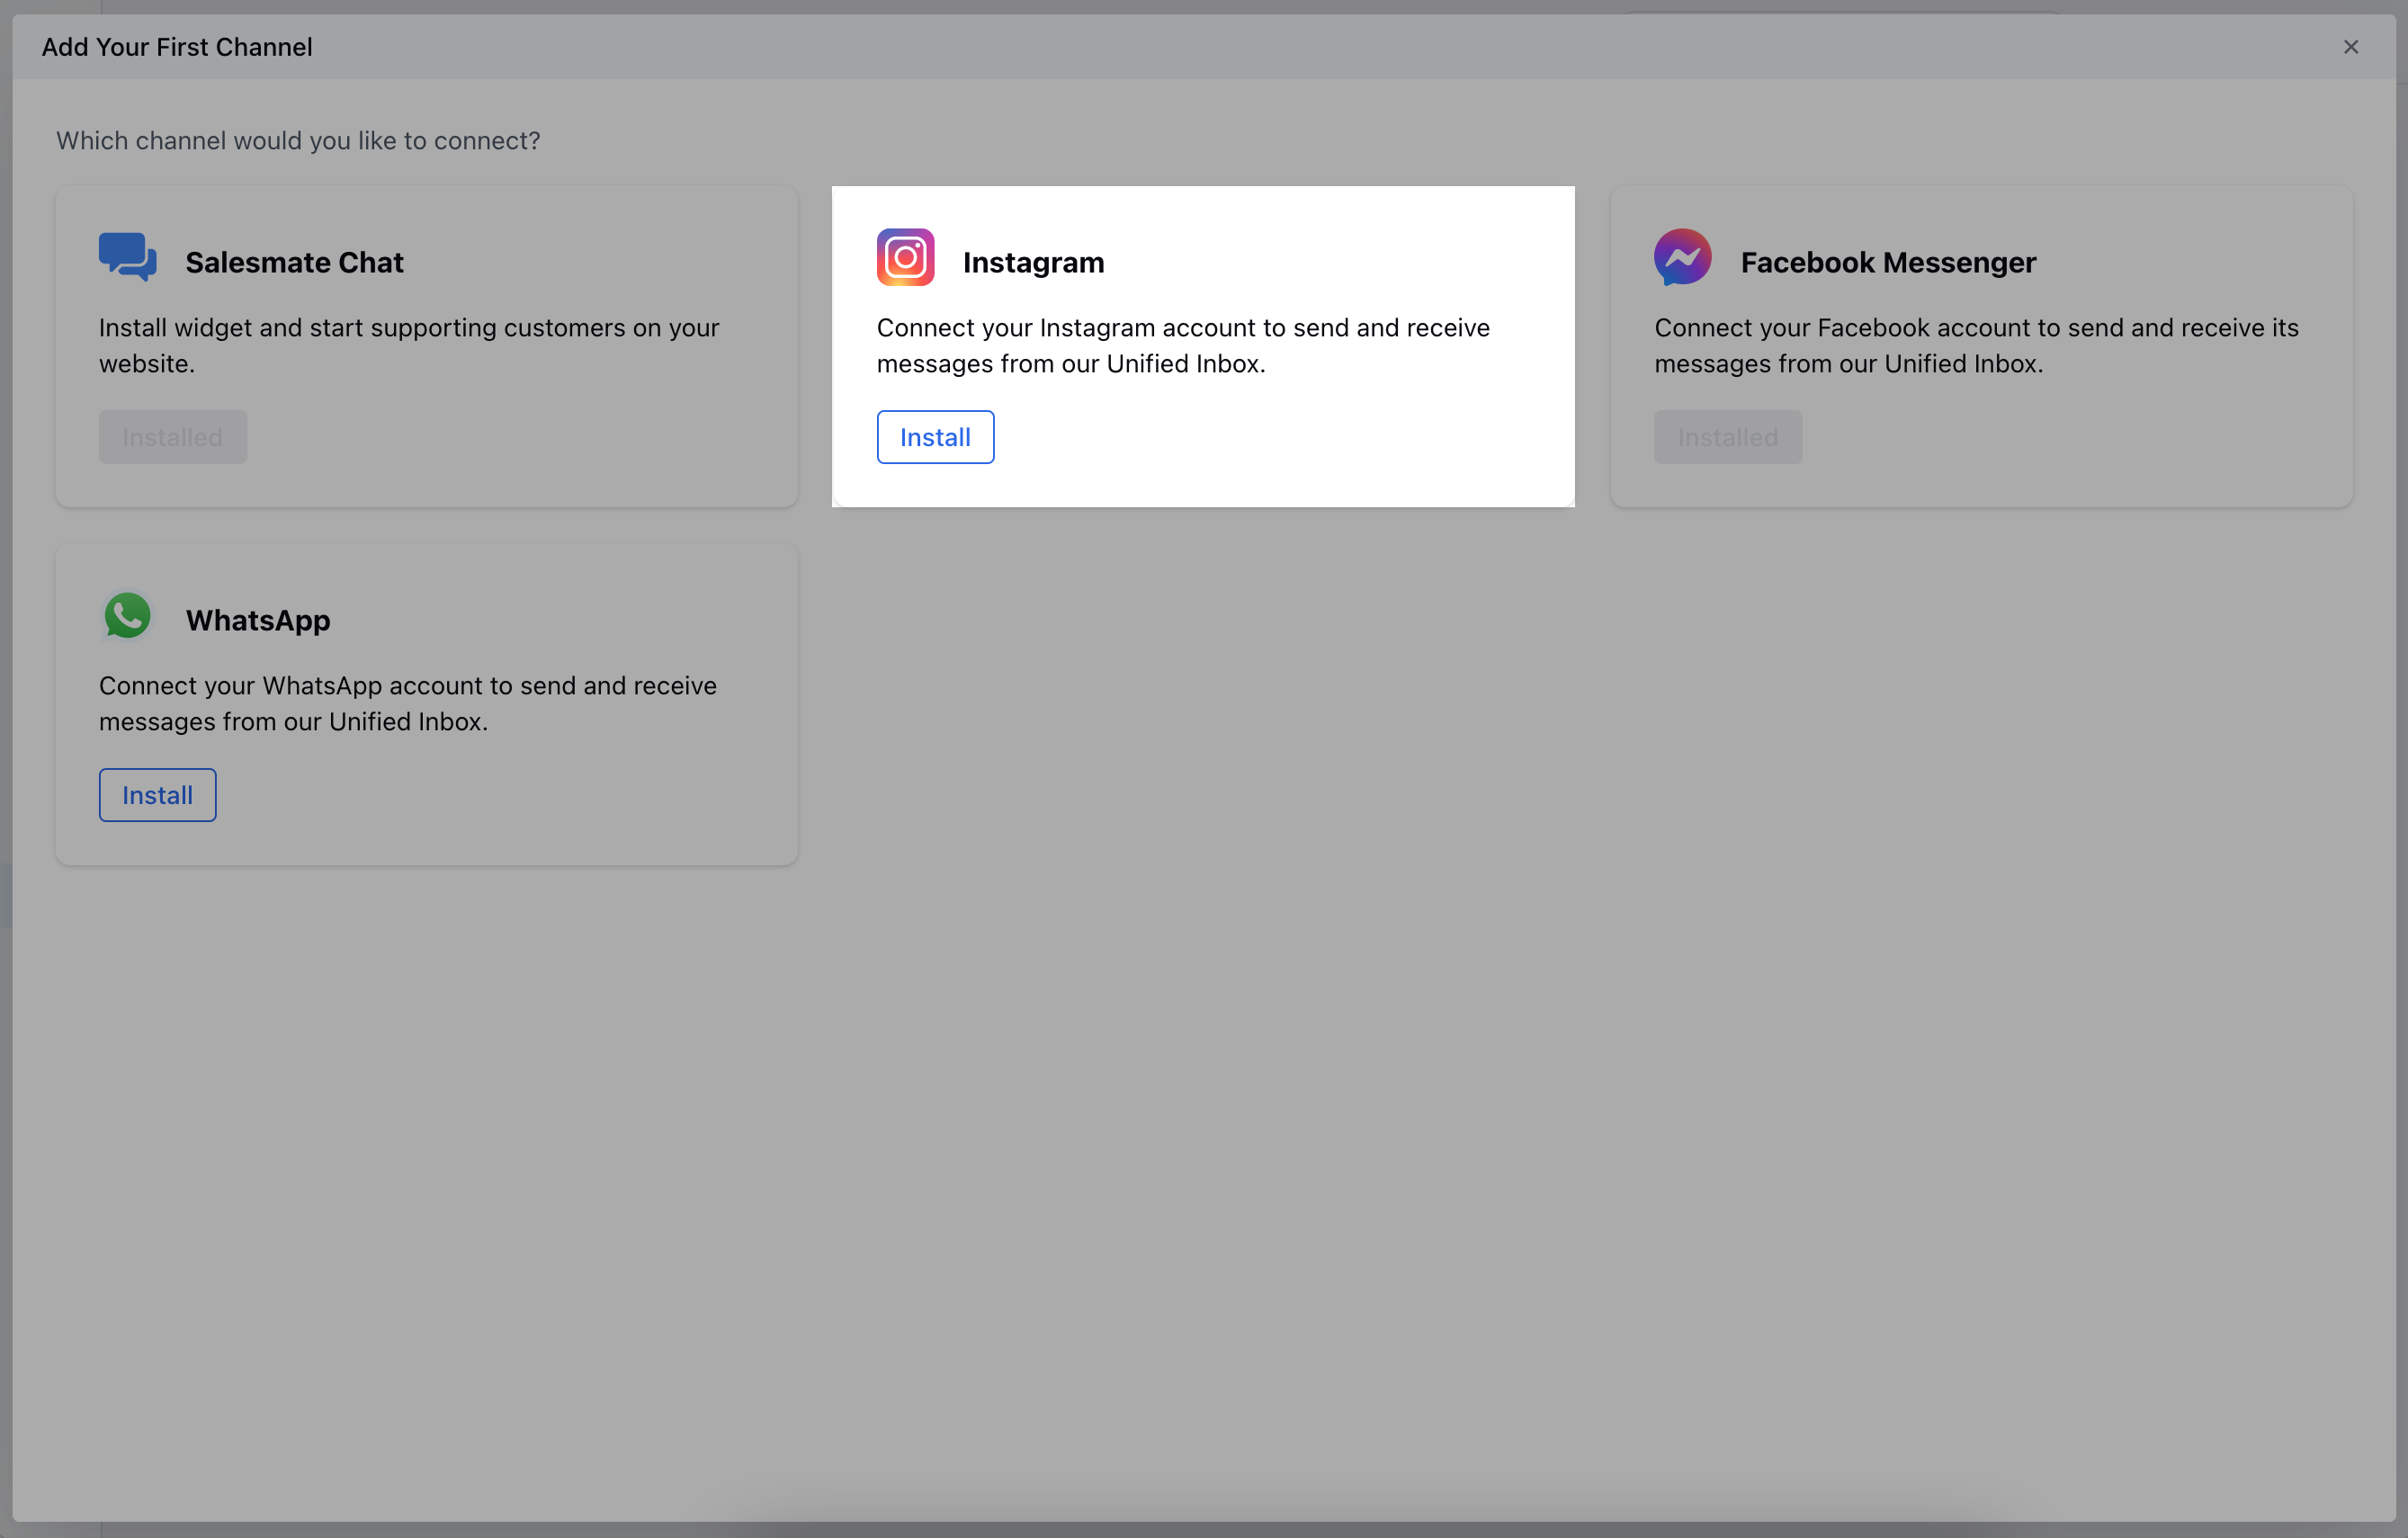 Add Your First Channel
Which channel would you like to connect?
Salesmate Chat
Install widget and start supporting customers on your
website.
Installed
Instagram
Connect your Instagram account to send and receive
messages from our Unified Inbox.
Install
Facebook Messenger
Connect your Facebook account to send and receive its
messages from our Unified Inbox.
Installed
WhatsApp
Connect your WhatsApp account to send and receive
messages from our Unified Inbox.
Install